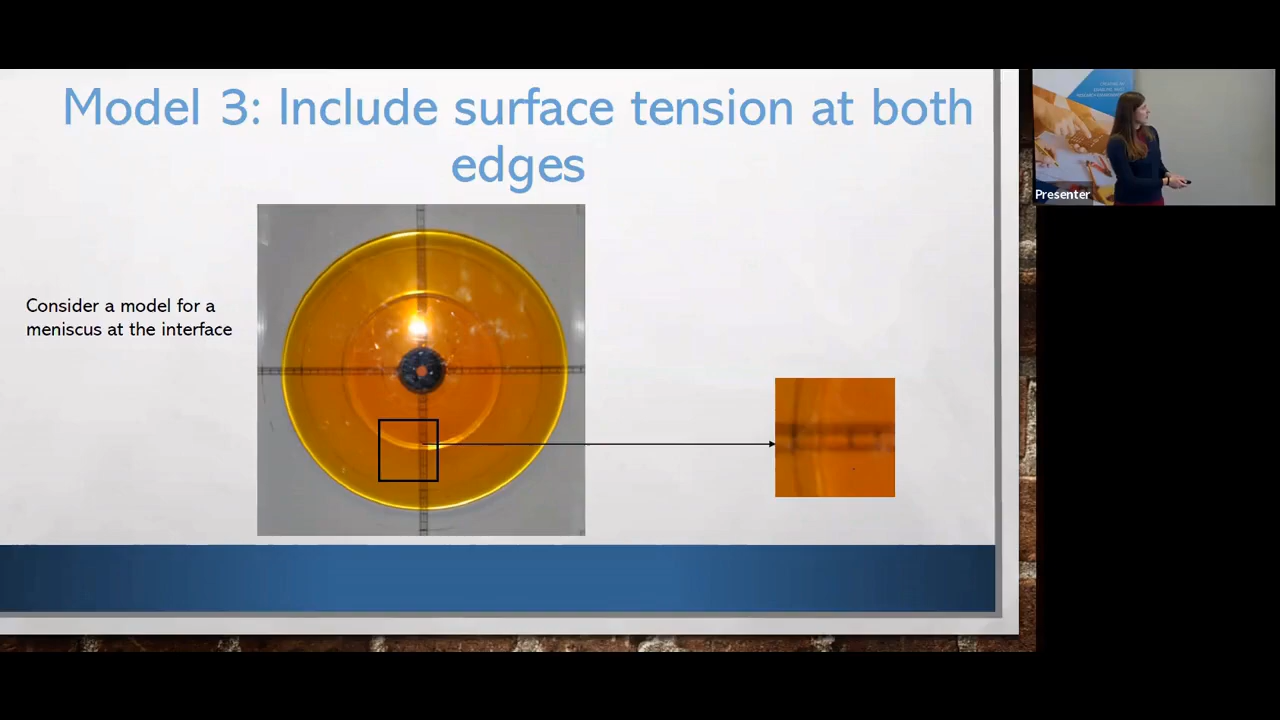 Model 3: Include surface tension at both
edges
Consider a model for a
meniscus at the interface
Presenter